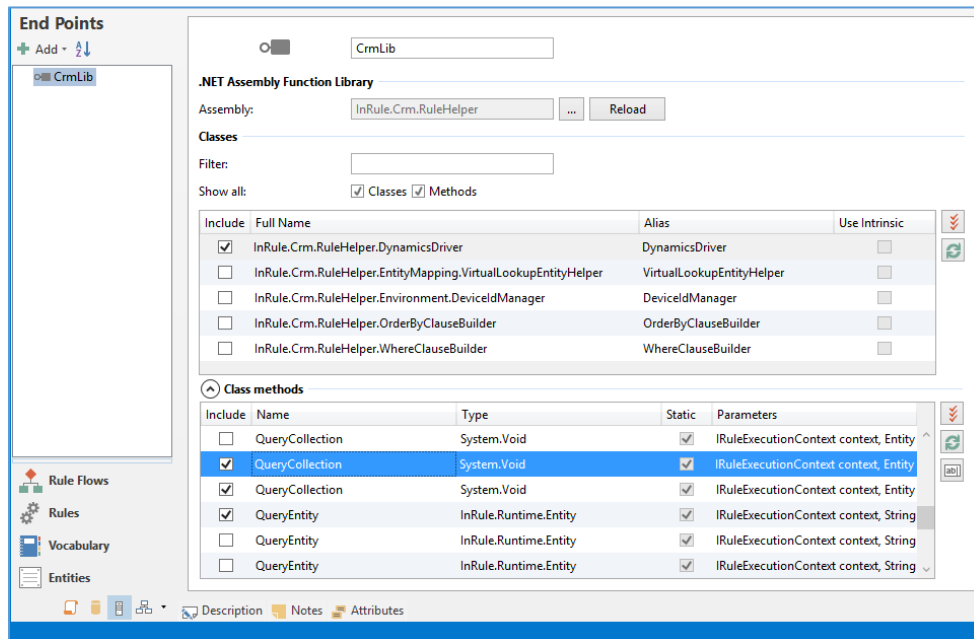 End Points
Add
A
Z
CrmLib
CrmLib
.NET Assembly Function Library
Assembly: InRule.Crm.RuleHelper ... Reload
Classes
Filter:
Show all: Classes Methods
Include Full Name Alias Use Intrinsic
InRule.Crm.RuleHelper.DynamicsDriver DynamicsDriver
InRule.Crm.RuleHelper.EntityMapping.VirtualLookupEntityHelper VirtualLookupEntityHelper
InRule.Crm.RuleHelper.Environment.DeviceIdManager DeviceIdManager
InRule.Crm.RuleHelper.OrderByClauseBuilder OrderByClauseBuilder
InRule.Crm.RuleHelper.WhereClauseBuilder WhereClauseBuilder
Class methods
Include Name Type Static Parameters
QueryCollection System.Void IRuleExecutionContext context, Entity
QueryCollection System.Void IRuleExecutionContext context, Entity
QueryCollection System.Void IRuleExecutionContext context, Entity
QueryEntity InRule.Runtime.Entity IRuleExecutionContext context, String
QueryEntity InRule.Runtime.Entity IRuleExecutionContext context, String
QueryEntity InRule.Runtime.Entity IRuleExecutionContext context, String
ab
Rule Flows
Rules
Vocabulary
Entities
Description Notes Attributes